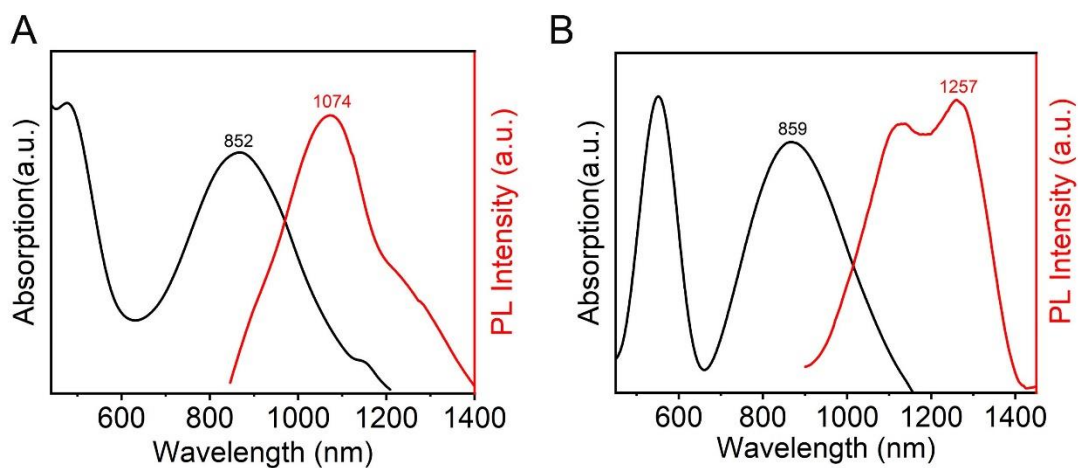 A
Absorption(a.u.)
852
1074
PL Intensity (a.u.)
600 800 1000 1200 1400
Wavelength (nm)
B
Absorption(a.u.)
859
1257
PL Intensity (a.u.)
600 800 1000 1200 1400
Wavelength (nm)